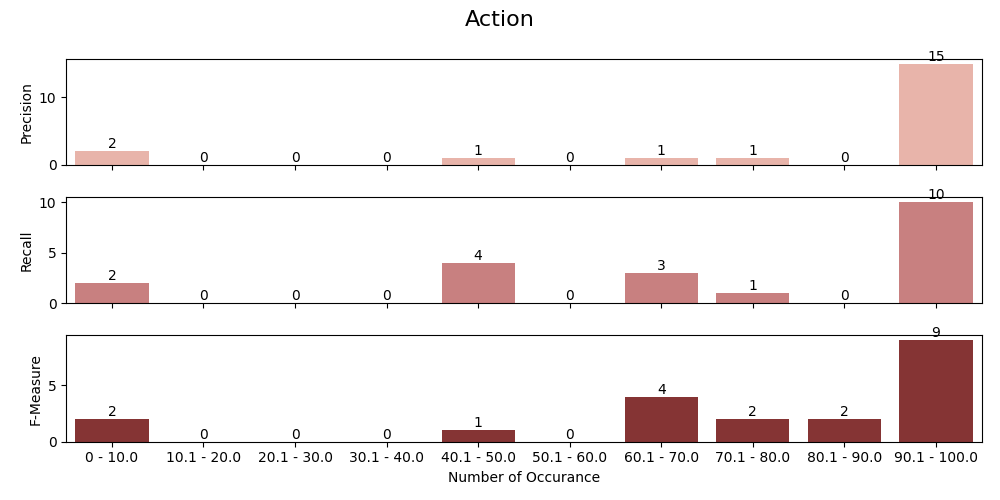 Action
Precision
10
0
2 0 0 0 1 0 1 1 0 15
Recall
10
5
0
2 0 0 0 4 0 3 1 0 10
F-Measure
5
0
2 0 0 0 1 0 4 2 2 9
0 - 10.0 10.1 - 20.0 20.1 - 30.0 30.1 - 40.0 40.1 - 50.0 50.1 - 60.0 60.1 - 70.0 70.1 - 80.0 80.1 - 90.0 90.1 - 100.0
Number of Occurance